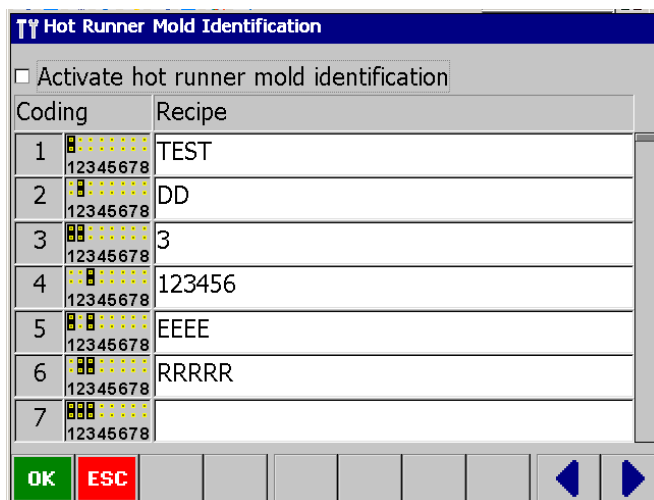 Hot Runner Mold Identification
Activate hot runner mold identification
Coding Recipe
1 12345678 TEST
2 12345678 DD
3 12345678 3
4 12345678 123456
5 12345678 EEEE
6 12345678 RRRRR
7 12345678
OK ESC